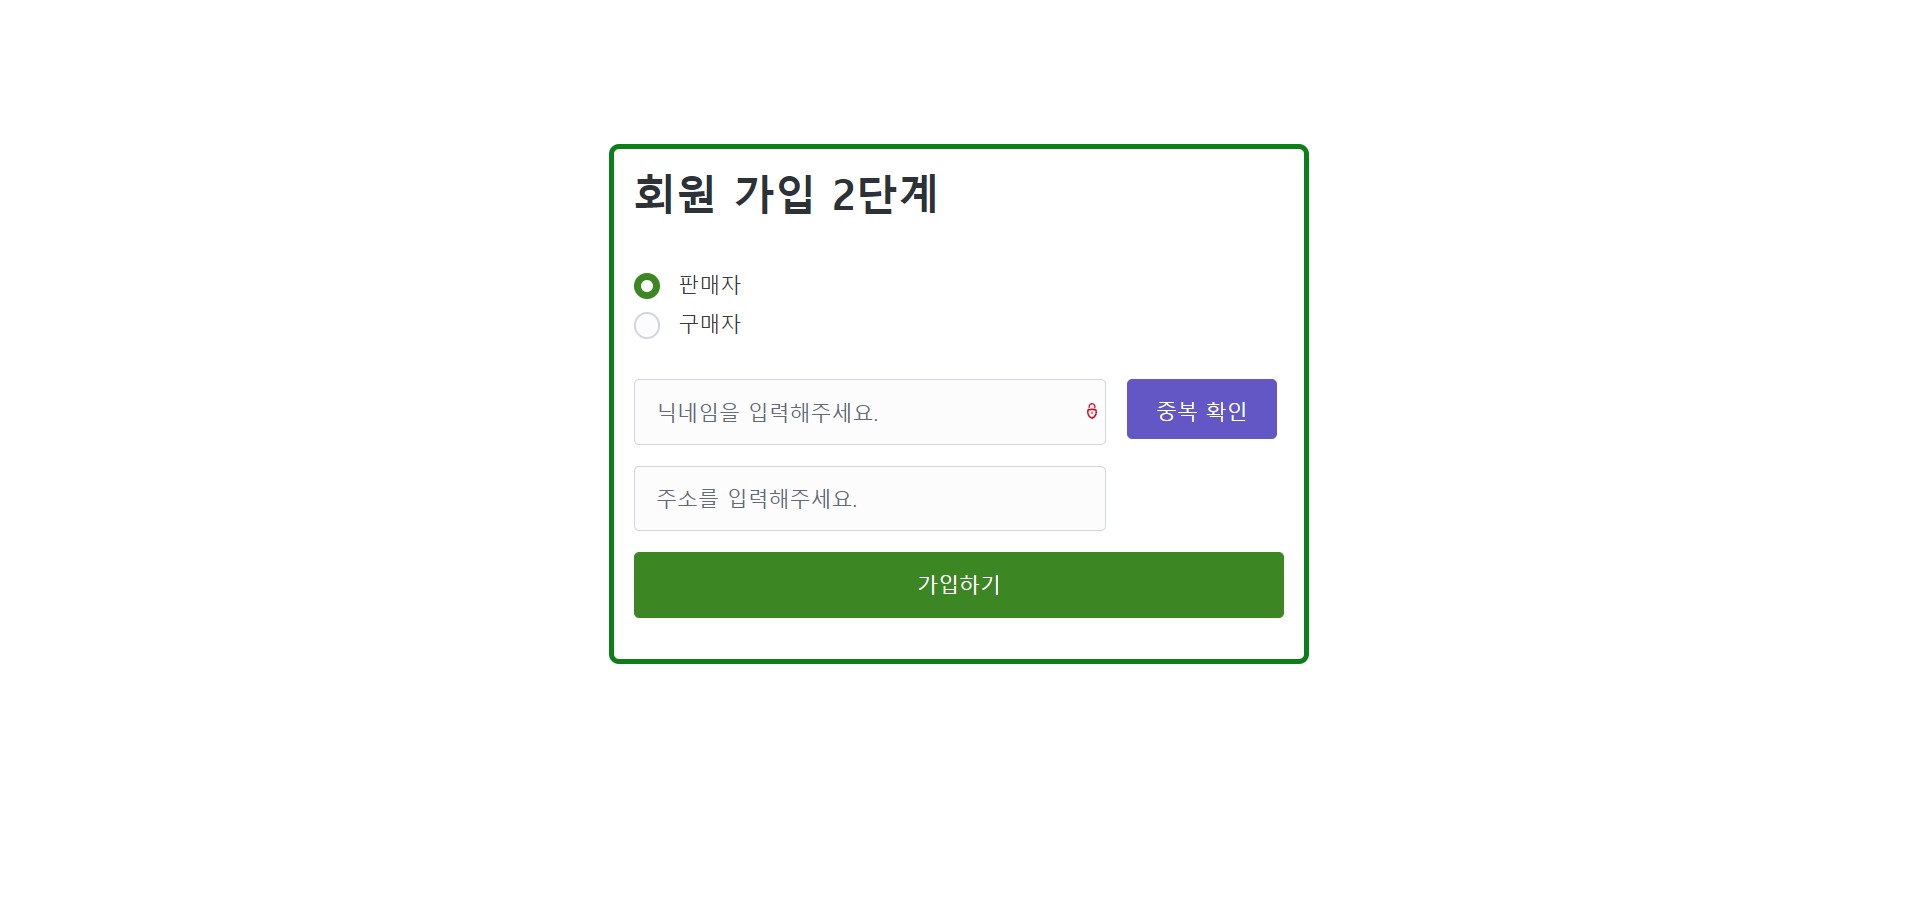 회원 가입 2단계
판매자
구매자
닉네임을 입력해주세요.
중복 확인
주소를 입력해주세요.
가입하기